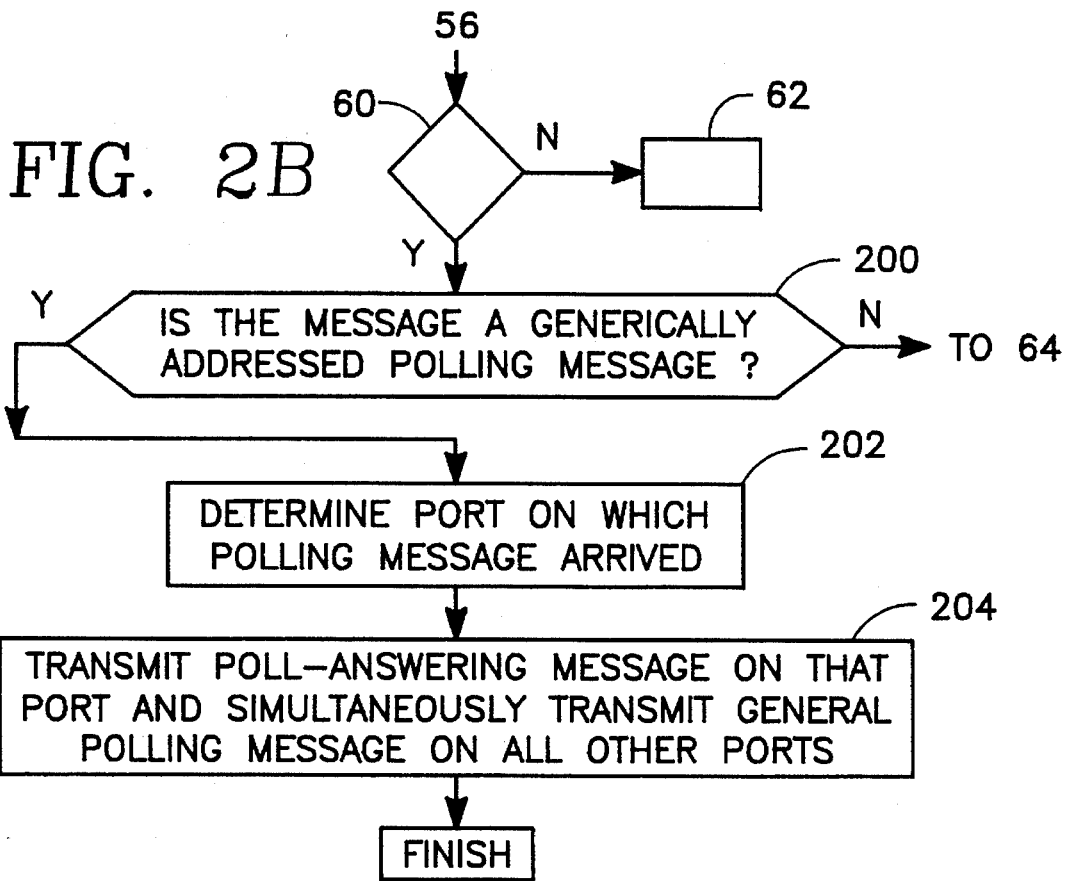 56
60
62
N
FIG. 2B
Y
200
Y
IS THE MESSAGE A GENERICALLY
ADDRESSED POLLING MESSAGE ?
N
TO 64
202
DETERMINE PORT ON WHICH
POLLING MESSAGE ARRIVED
204
TRANSMIT POLL-ANSWERING MESSAGE ON THAT
PORT AND SIMULTANEOUSLY TRANSMIT GENERAL
POLLING MESSAGE ON ALL OTHER PORTS
FINISH